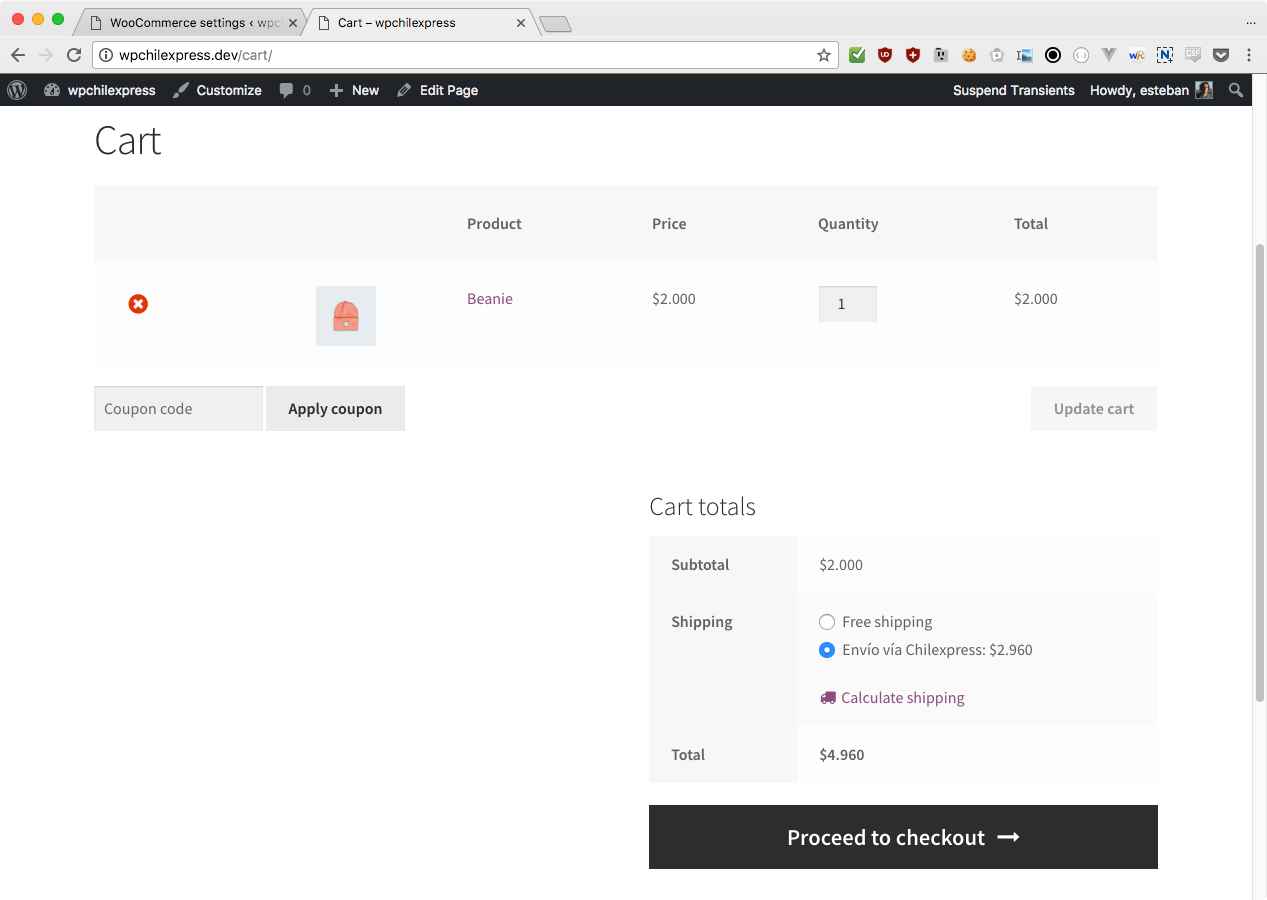 WooCommerce settings ‹ wpc
Cart – wpchilexpress
wpchilexpress.dev/cart/
wpchilexpress Customize 0 New Edit Page Suspend Transients Howdy, esteban
Cart
Product Price Quantity Total
Beanie $2.000 1 $2.000
Coupon code Apply coupon Update cart
Cart totals
Subtotal $2.000
Shipping Free shipping
Envío vía Chilexpress: $2.960
Calculate shipping
Total $4.960
Proceed to checkout